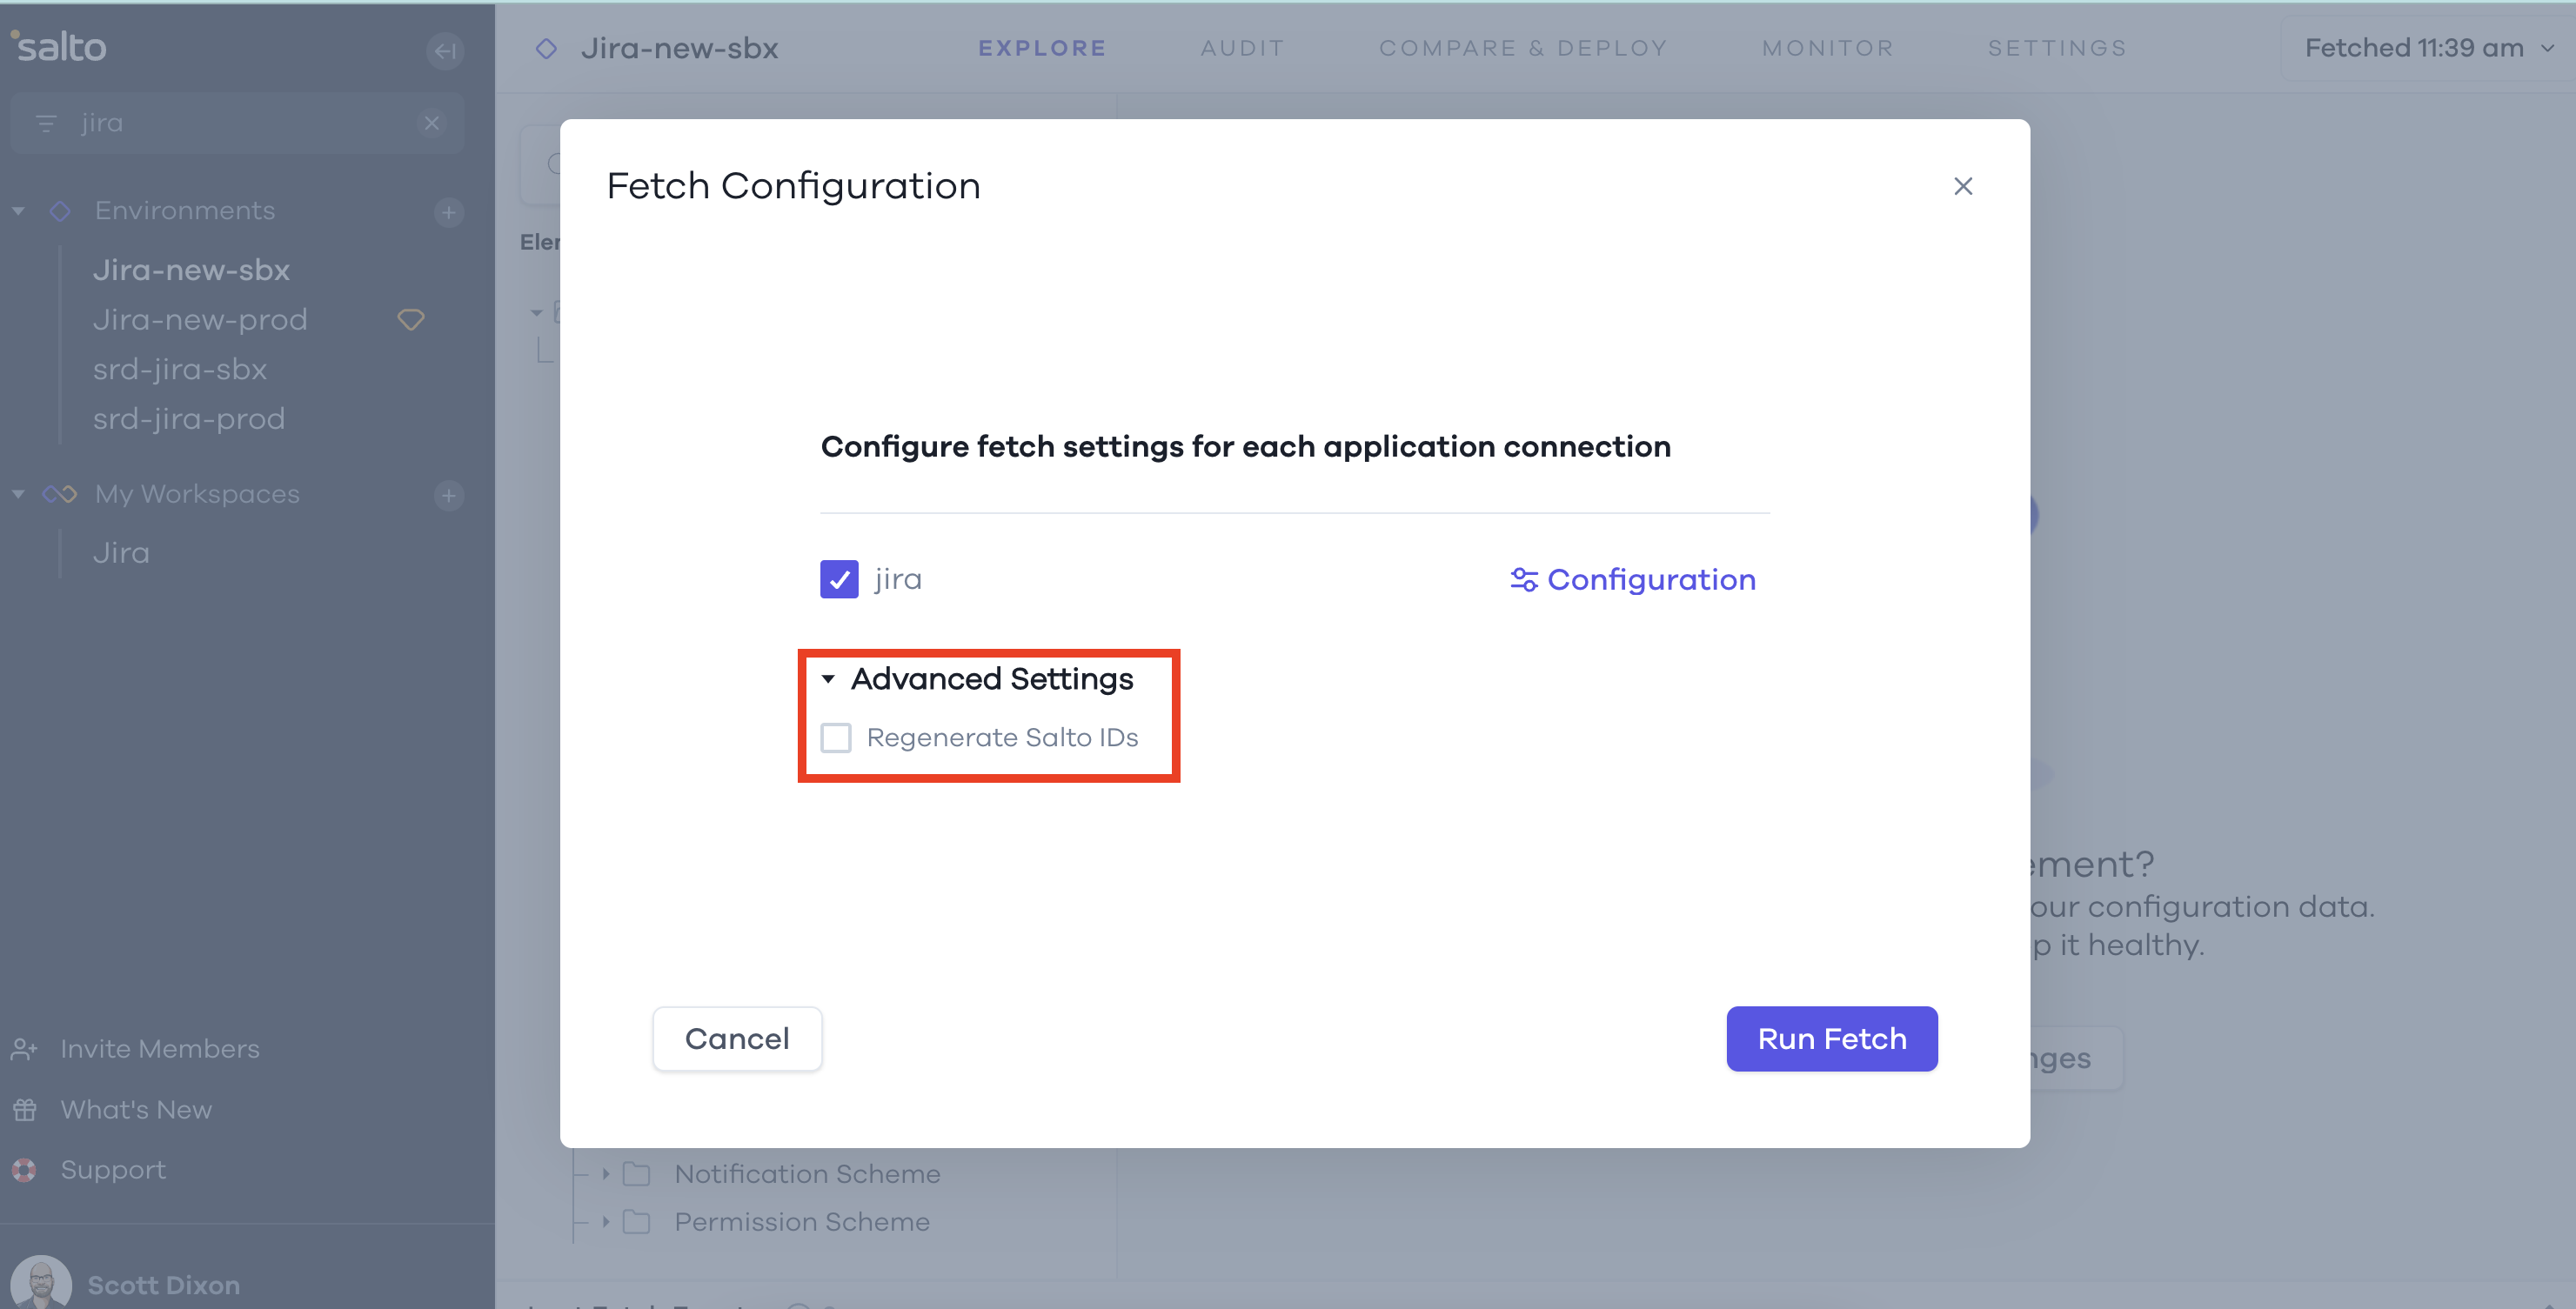 salto
jira
Environments
Jira-new-sbx
Jira-new-prod
srd-jira-sbx
srd-jira-prod
My Workspaces
Jira
Invite Members
What's New
Support
Scott Dixon
Jira-new-sbx
EXPLORE
AUDIT
COMPARE & DEPLOY
MONITOR
SETTINGS
Fetched 11:39 am
Fetch Configuration
Configure fetch settings for each application connection
jira
Configuration
Advanced Settings
Regenerate Salto IDs
Cancel
Run Fetch
ement?
our configuration data.
p it healthy.
nges
Notification Scheme
Permission Scheme